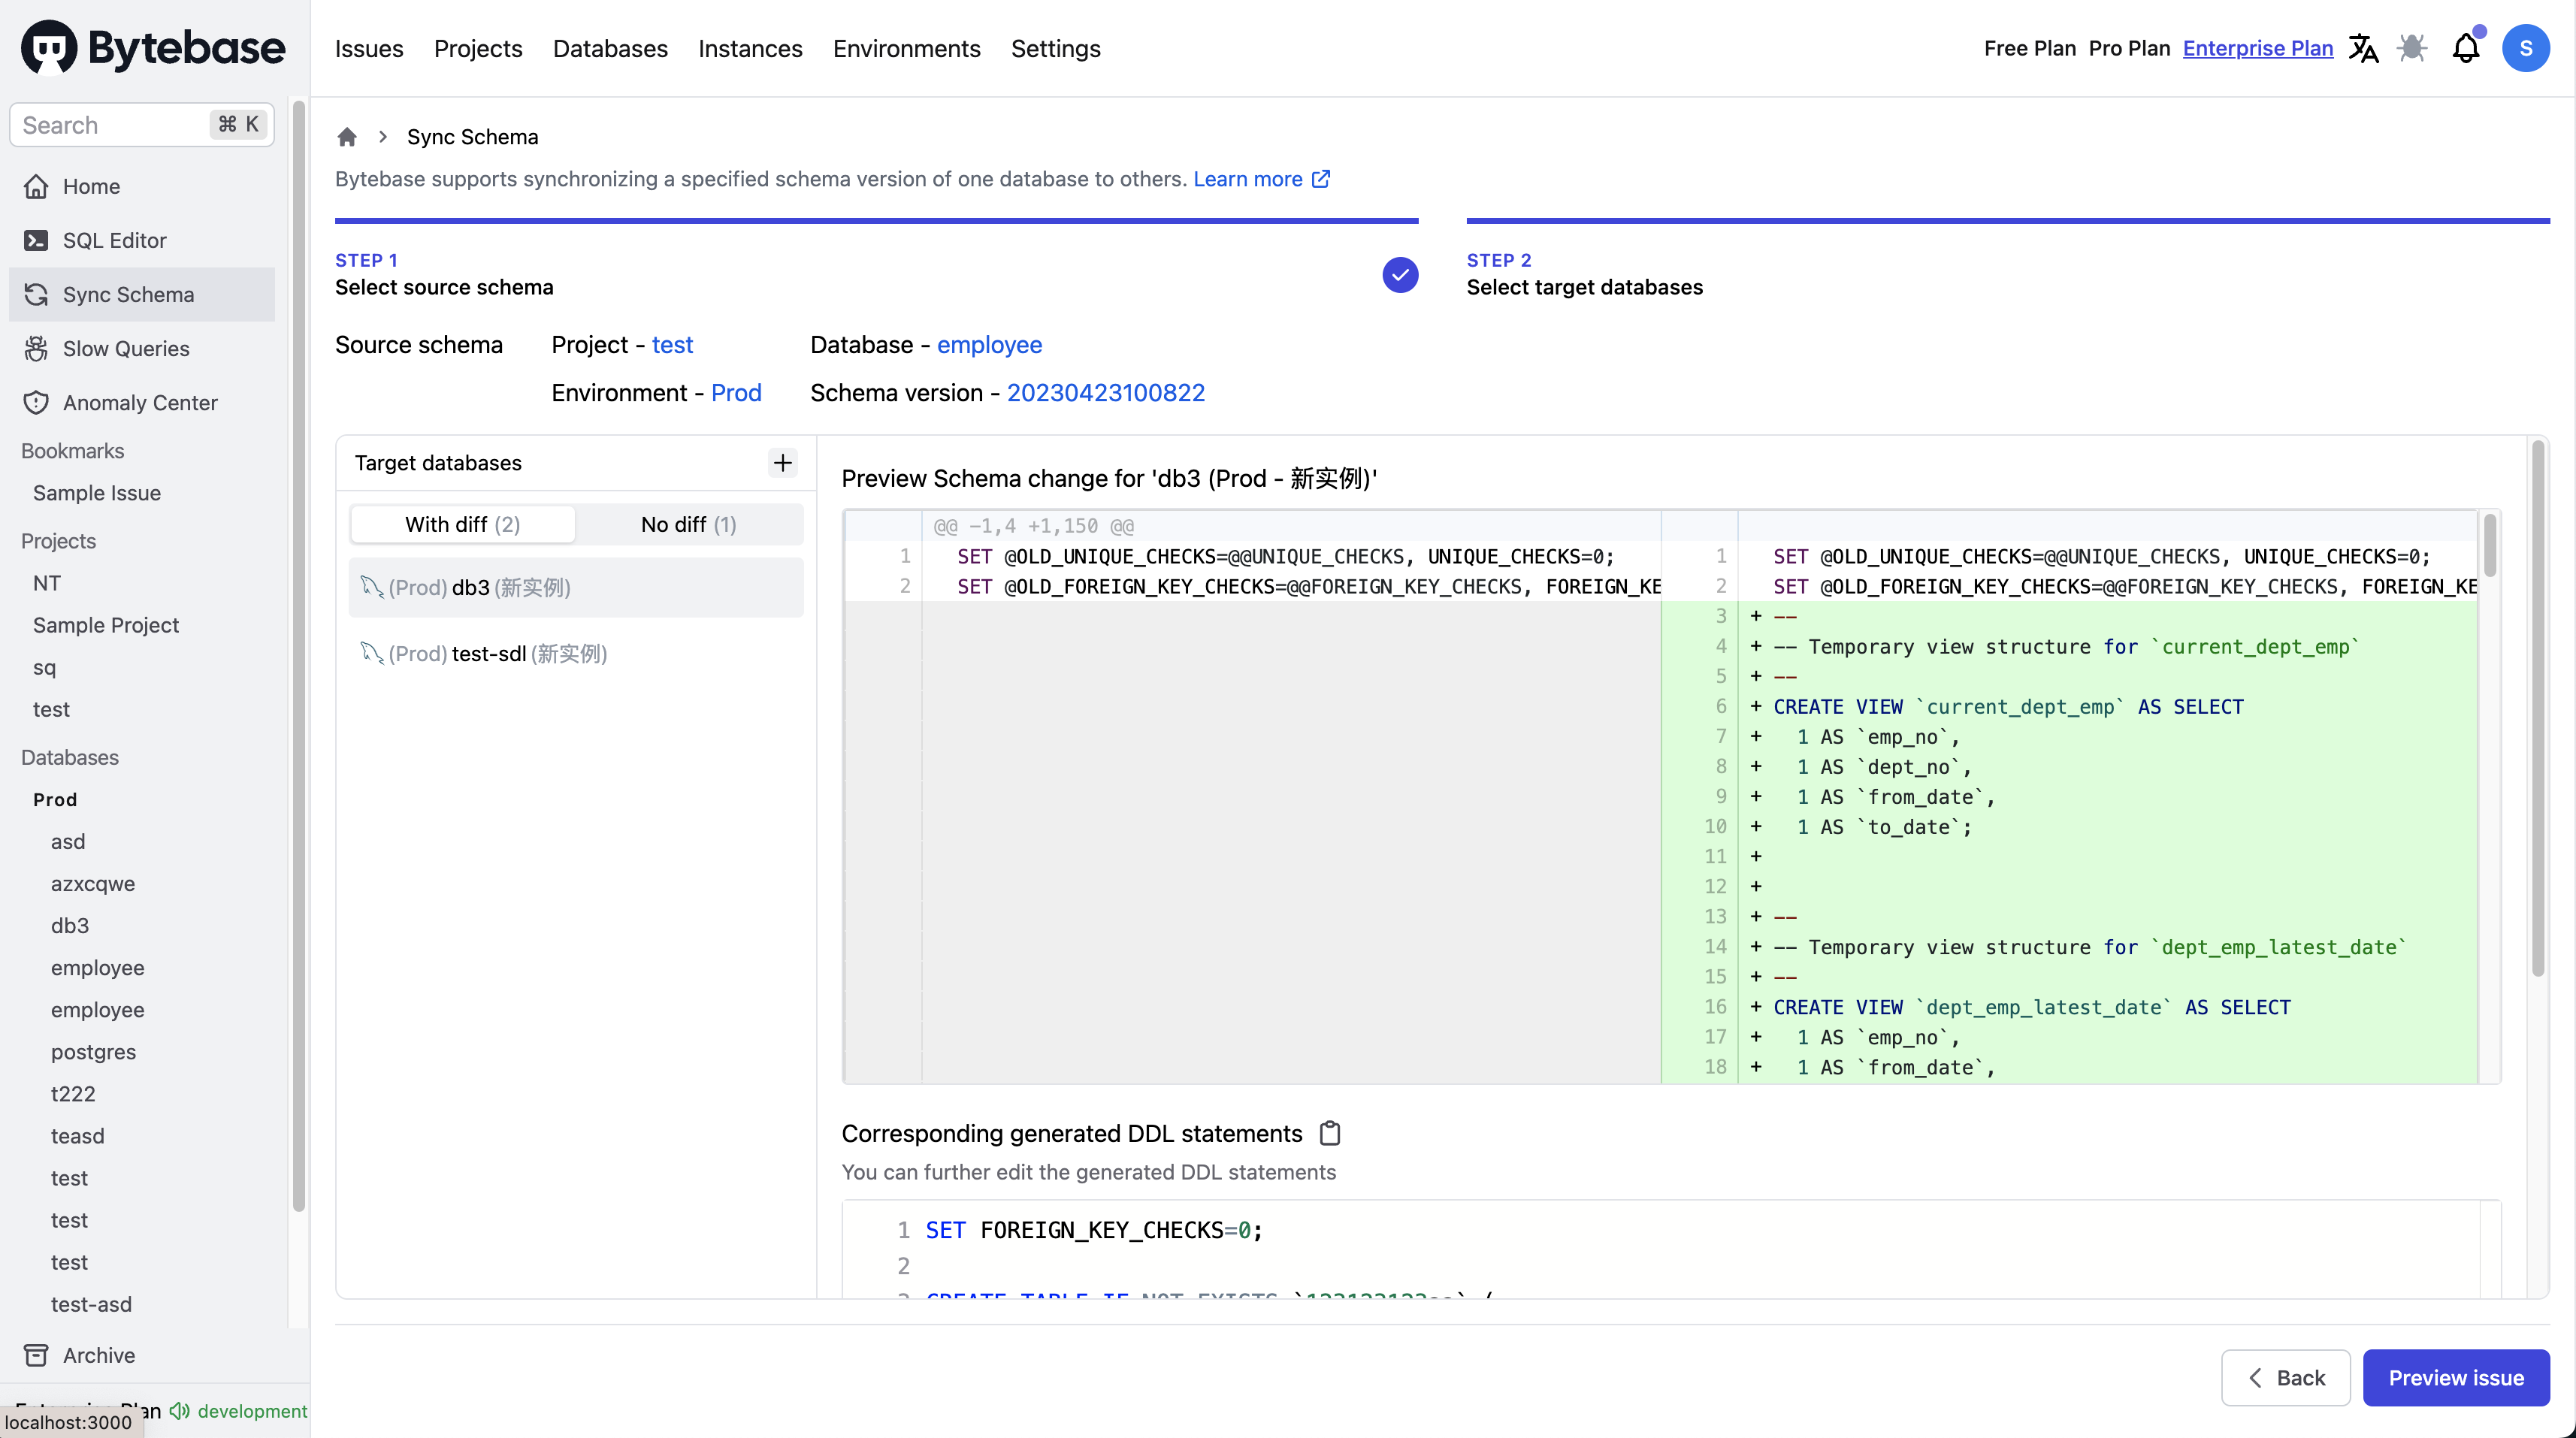 Bytebase
Issues Projects Databases Instances Environments Settings
Free Plan Pro Plan Enterprise Plan
S
Search ⌘ K
Home
SQL Editor
Sync Schema
Slow Queries
Anomaly Center
Bookmarks
Sample Issue
Projects
NT
Sample Project
sq
test
Databases
Prod
asd
azxcqwe
db3
employee
employee
postgres
t222
teasd
test
test
test
test-asd
Archive
development
localhost:3000
Sync Schema
Bytebase supports synchronizing a specified schema version of one database to others. Learn more
STEP 1
Select source schema
STEP 2
Select target databases
Source schema Project - test Database - employee
Environment - Prod Schema version - 20230423100822
Target databases +
With diff (2) No diff (1)
(Prod) db3 (新实例)
(Prod) test-sdl (新实例)
Preview Schema change for 'db3 (Prod - 新实例)'
@@ -1,4 +1,150 @@
1 SET @OLD_UNIQUE_CHECKS=@@UNIQUE_CHECKS, UNIQUE_CHECKS=0;
2 SET @OLD_FOREIGN_KEY_CHECKS=@@FOREIGN_KEY_CHECKS, FOREIGN_KE
1 SET @OLD_UNIQUE_CHECKS=@@UNIQUE_CHECKS, UNIQUE_CHECKS=0;
2 SET @OLD_FOREIGN_KEY_CHECKS=@@FOREIGN_KEY_CHECKS, FOREIGN_KE
3 + --
4 + -- Temporary view structure for `current_dept_emp`
5 + --
6 + CREATE VIEW `current_dept_emp` AS SELECT
7 + 1 AS `emp_no`,
8 + 1 AS `dept_no`,
9 + 1 AS `from_date`,
10 + 1 AS `to_date`;
11 +
12 +
13 + --
14 + -- Temporary view structure for `dept_emp_latest_date`
15 + --
16 + CREATE VIEW `dept_emp_latest_date` AS SELECT
17 + 1 AS `emp_no`,
18 + 1 AS `from_date`,
Corresponding generated DDL statements
You can further edit the generated DDL statements
1 SET FOREIGN_KEY_CHECKS=0;
2
3 CREATE TABLE IF NOT EXISTS
Back
Preview issue